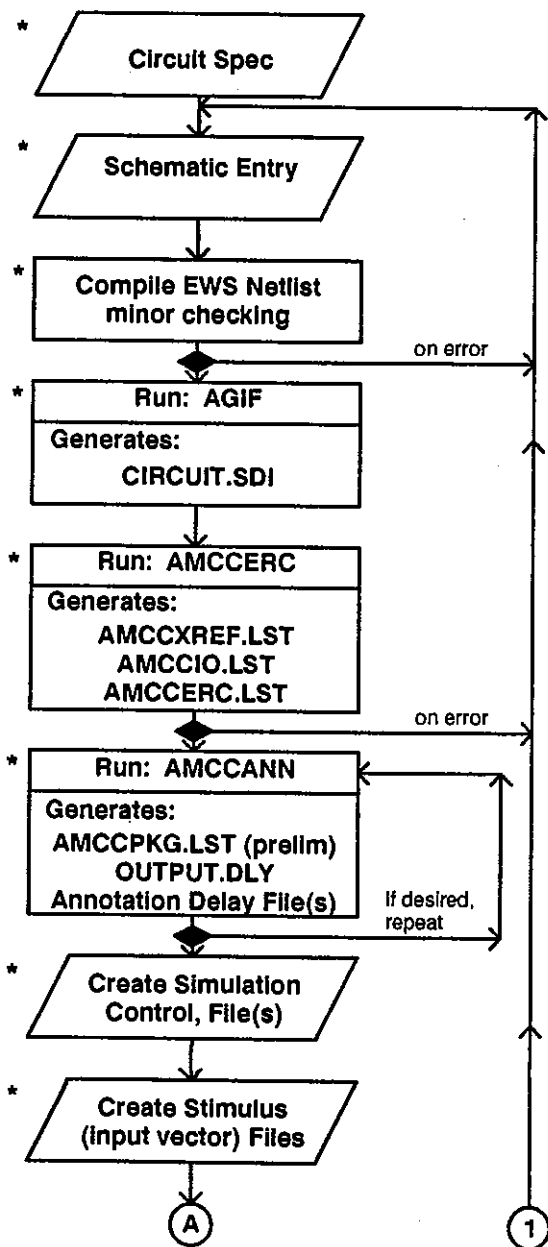 *
Circuit Spec
*
Schematic Entry
*
Compile EWS Netlist
minor checking
on error
*
Run: AGIF
Generates:
CIRCUIT.SDI
*
Run: AMCCERC
Generates:
AMCCXREF.LST
AMCCIO.LST
AMCCERC.LST
on error
*
Run: AMCCANN
Generates:
AMCCPKG.LST (prelim)
OUTPUT.DLY
Annotation Delay File(s)
If desired,
repeat
*
Create Simulation
Control, File(s)
*
Create Stimulus
(input vector) Files
A
1